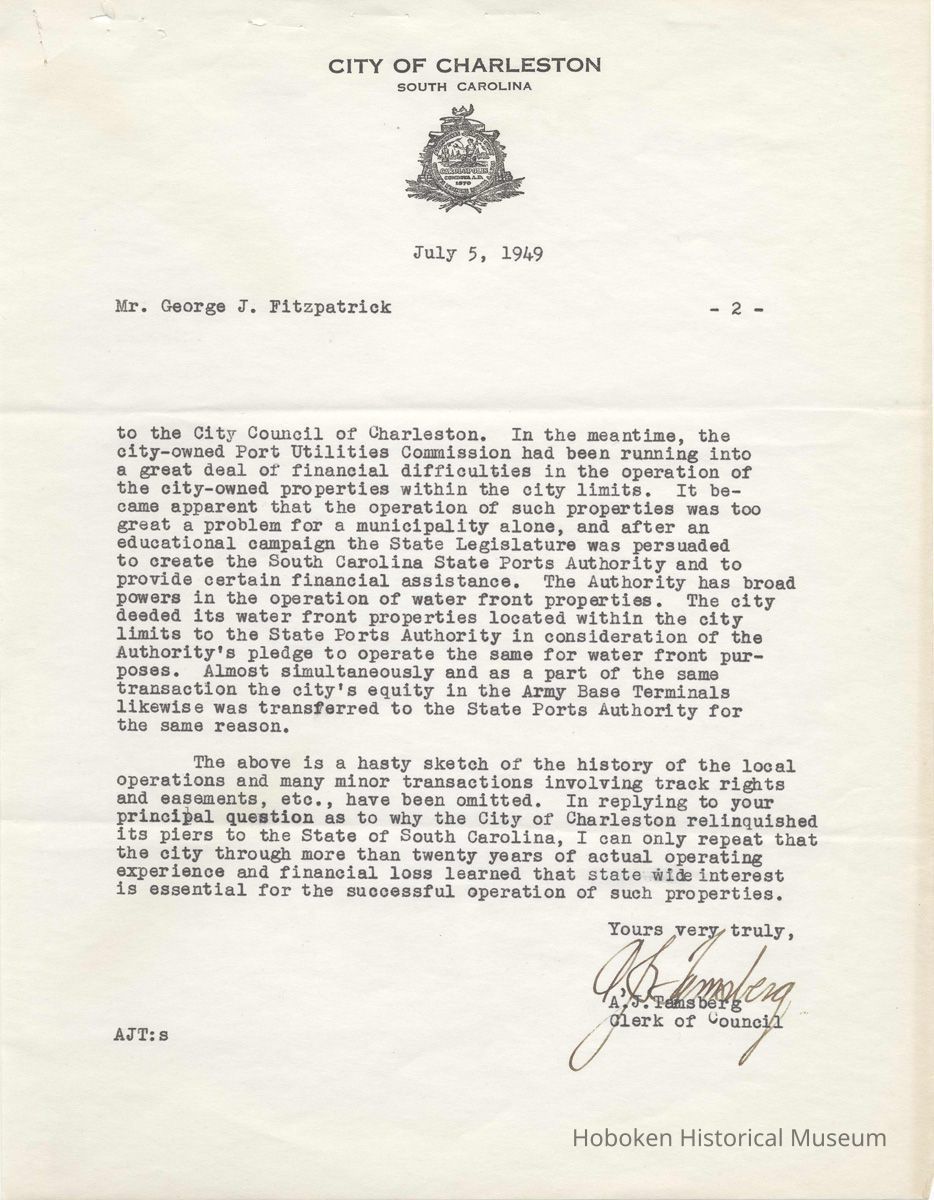 CITY OF CHARLESTON
SOUTH CAROLINA
CONDITA A.D.
1670
July 5, 1949
Mr. George J. Fitzpatrick - 2 -
to the City Council of Charleston. In the meantime, the
city-owned Port Utilities Commission had been running into
a great deal of financial difficulties in the operation of
the city-owned properties within the city limits. It be-
came apparent that the operation of such properties was too
great a problem for a municipality alone, and after an
educational campaign the State Legislature was persuaded
to create the South Carolina State Ports Authority and to
provide certain financial assistance. The Authority has broad
powers in the operation of water front properties. The city
deeded its water front properties located within the city
limits to the State Ports Authority in consideration of the
Authority's pledge to operate the same for water front pur-
poses. Almost simultaneously and as a part of the same
transaction the city's equity in the Army Base Terminals
likewise was transferred to the State Ports Authority for
the same reason.
The above is a hasty sketch of the history of the local
operations and many minor transactions involving track rights
and easements, etc., have been omitted. In replying to your
principal question as to why the City of Charleston relinquished
its piers to the State of South Carolina, I can only repeat that
the city through more than twenty years of actual operating
experience and financial loss learned that state wide interest
is essential for the successful operation of such properties.
Yours very truly,
A.J. Tamsberg
A.J.Tamsberg
Clerk of Council
AJT:s
Hoboken Historical Museum